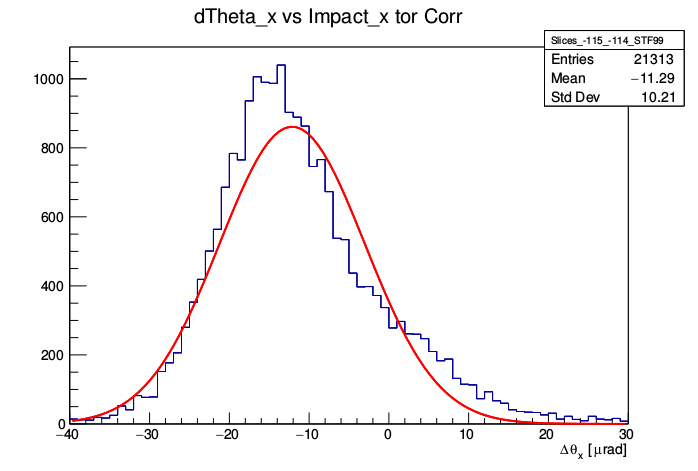 dTheta_x vs Impact_x tor Corr
Slices_-115_-114_STF99
Entries 21313
Mean −11.29
Std Dev 10.21
1000
800
600
400
200
0
−40 −30 −20 −10 0 10 20 30
Δθx [μrad]